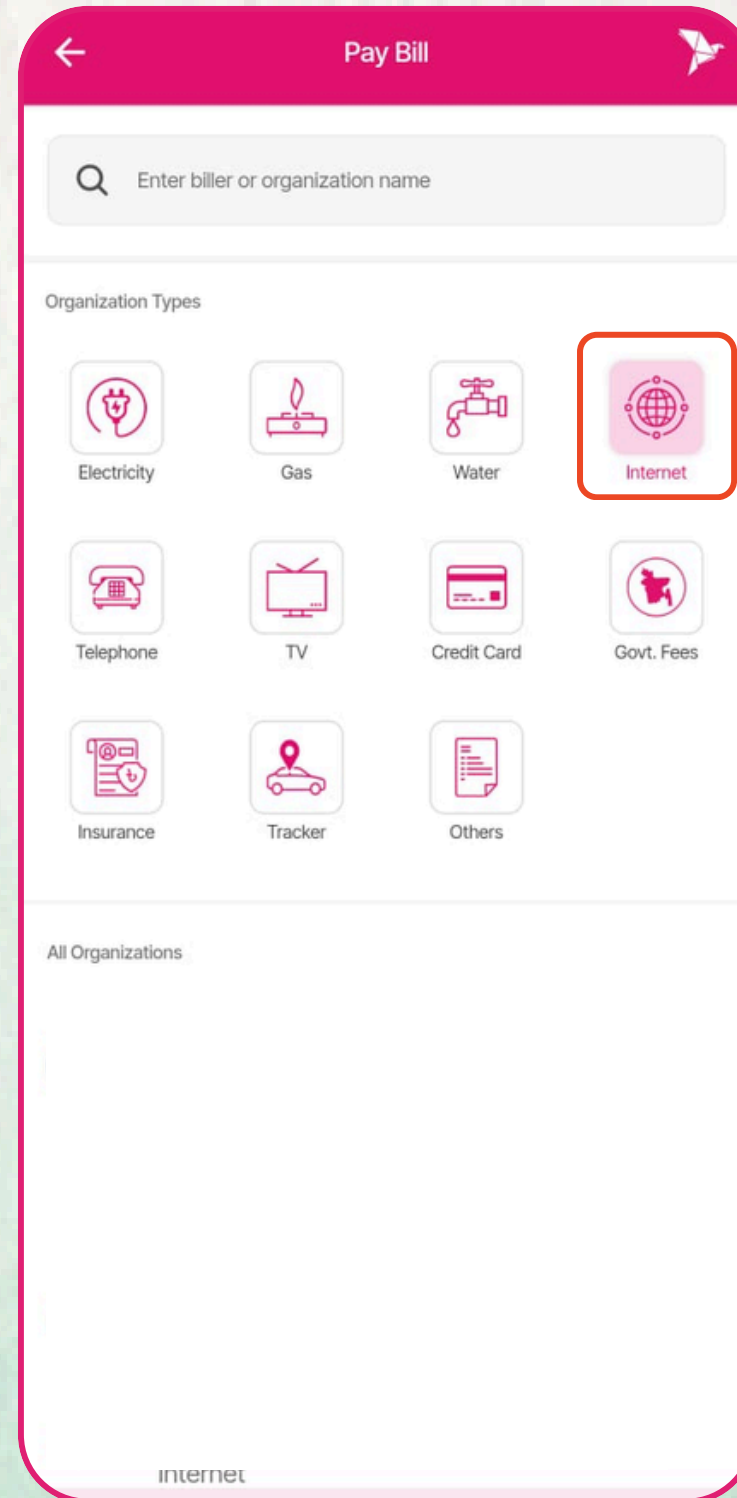 Pay Bill
Enter biller or organization name
Organization Types
Electricity Gas Water Internet
Telephone TV Credit Card Govt. Fees
Insurance Tracker Others
All Organizations
Internet